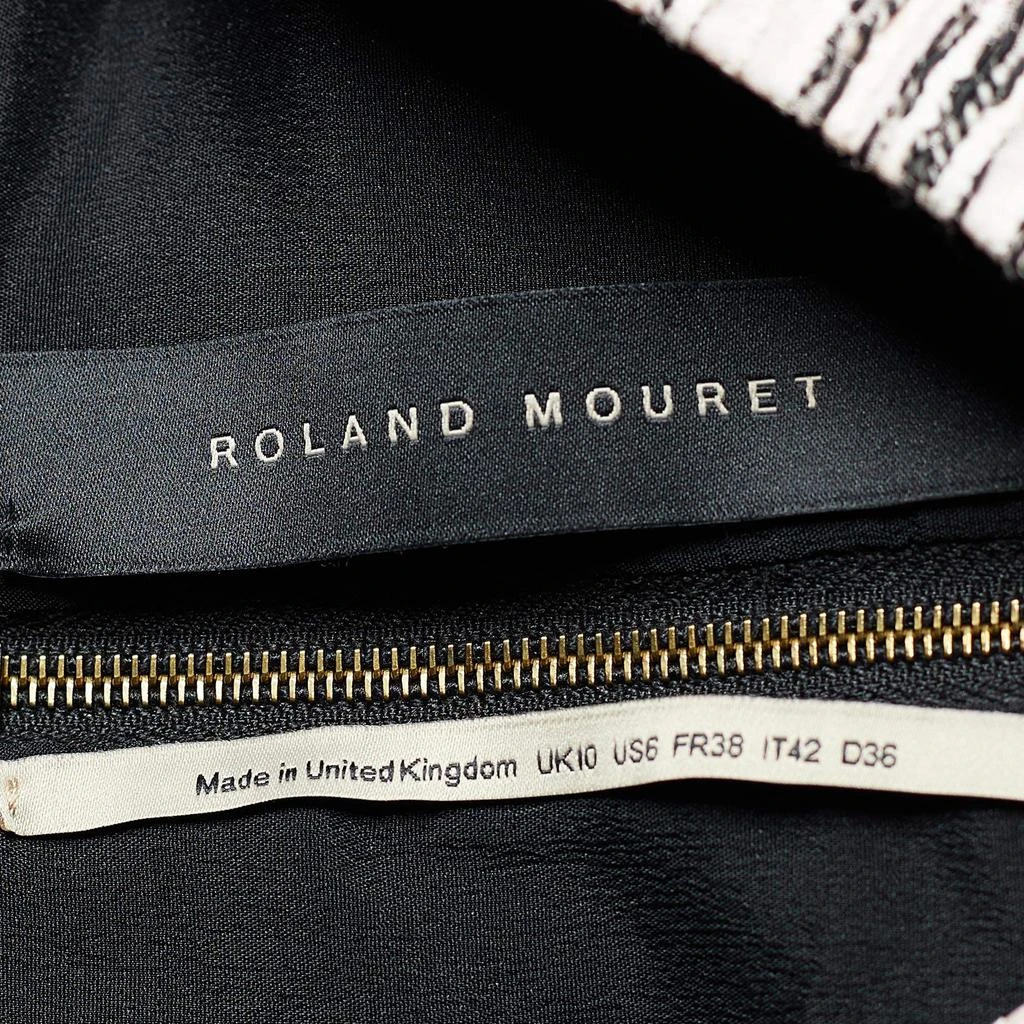 ROLAND MOURET
Made in United Kingdom UK10 US6 FR38 IT42 D36